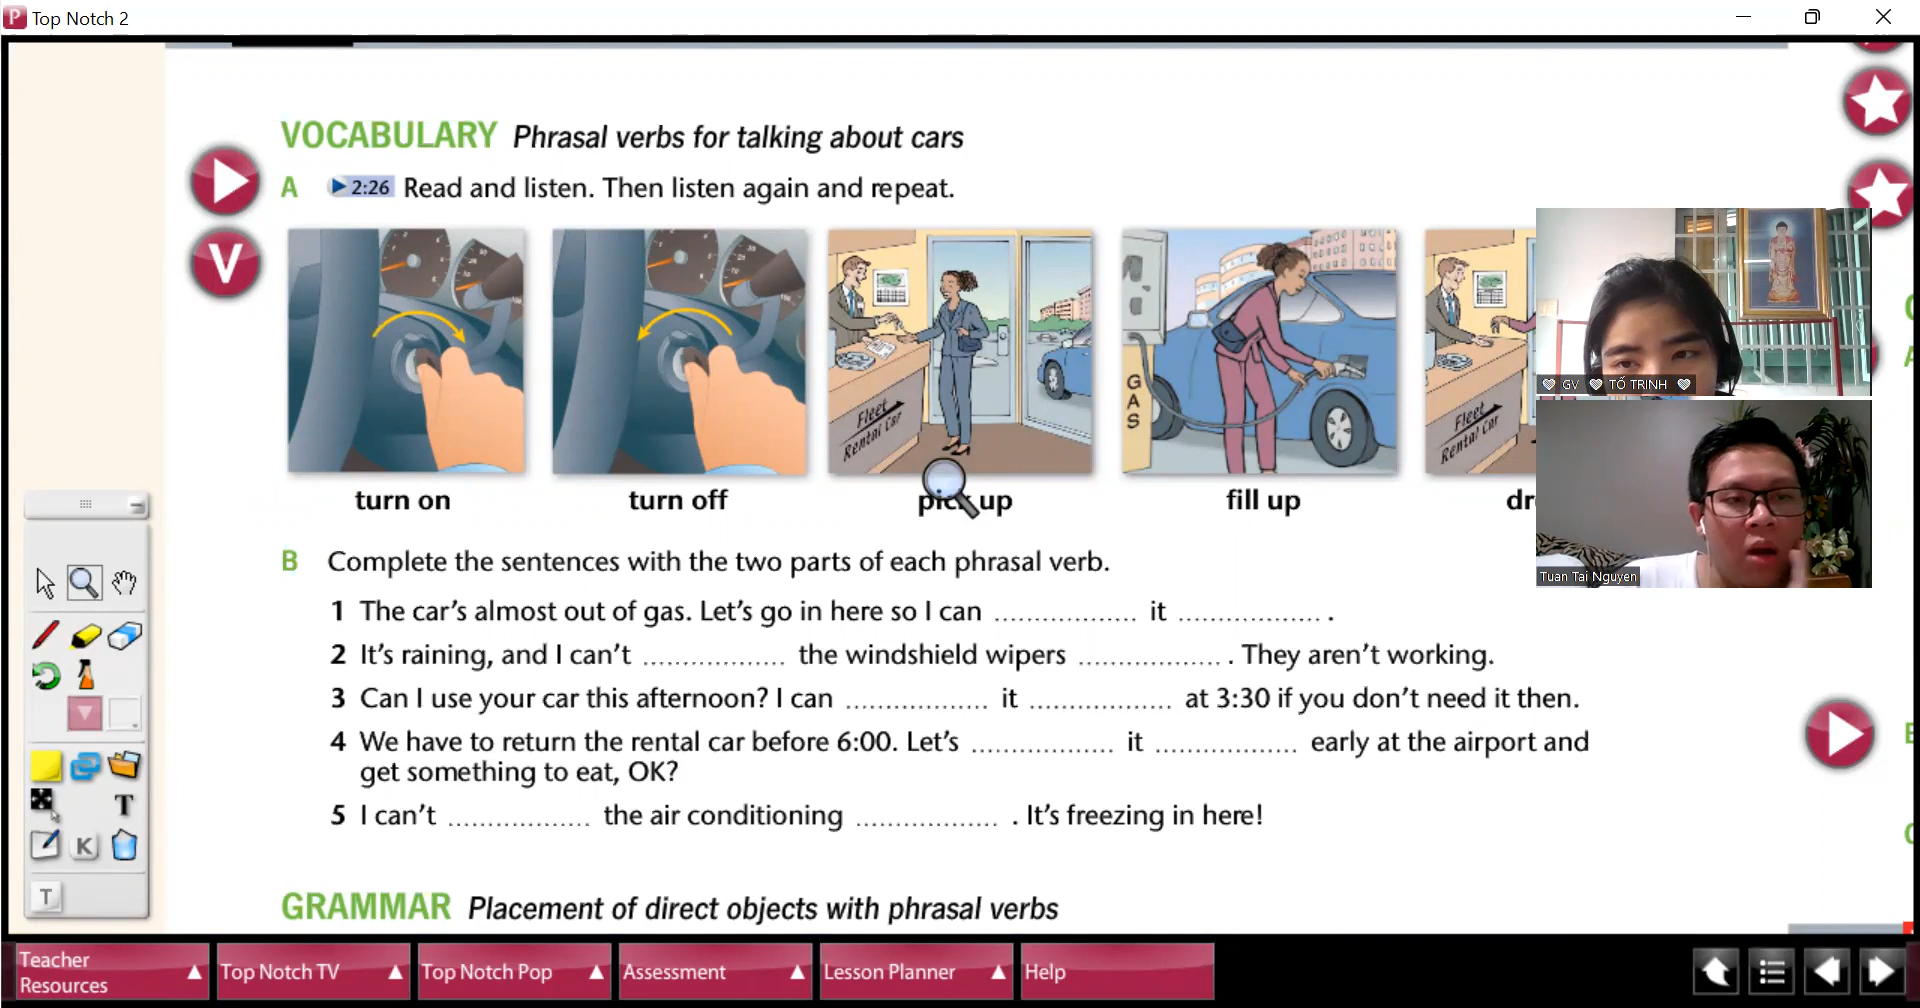 Top Notch 2
VOCABULARY Phrasal verbs for talking about cars
A 2:26 Read and listen. Then listen again and repeat.
V
Fleet
Rental Car
GAS
Fleet
Rental Car
GV TỐ TRINH
turn on turn off pick up fill up dr
Tuan Tai Nguyen
B Complete the sentences with the two parts of each phrasal verb.
1 The car's almost out of gas. Let's go in here so I can ................. it ................. .
2 It's raining, and I can't ................. the windshield wipers ................. . They aren't working.
3 Can I use your car this afternoon? I can ................. it ................. at 3:30 if you don't need it then.
4 We have to return the rental car before 6:00. Let's ................. it ................. early at the airport and
get something to eat, OK?
5 I can't ................. the air conditioning ................. . It's freezing in here!
GRAMMAR Placement of direct objects with phrasal verbs
T
K
T
Teacher
Resources
Top Notch TV
Top Notch Pop
Assessment
Lesson Planner
Help